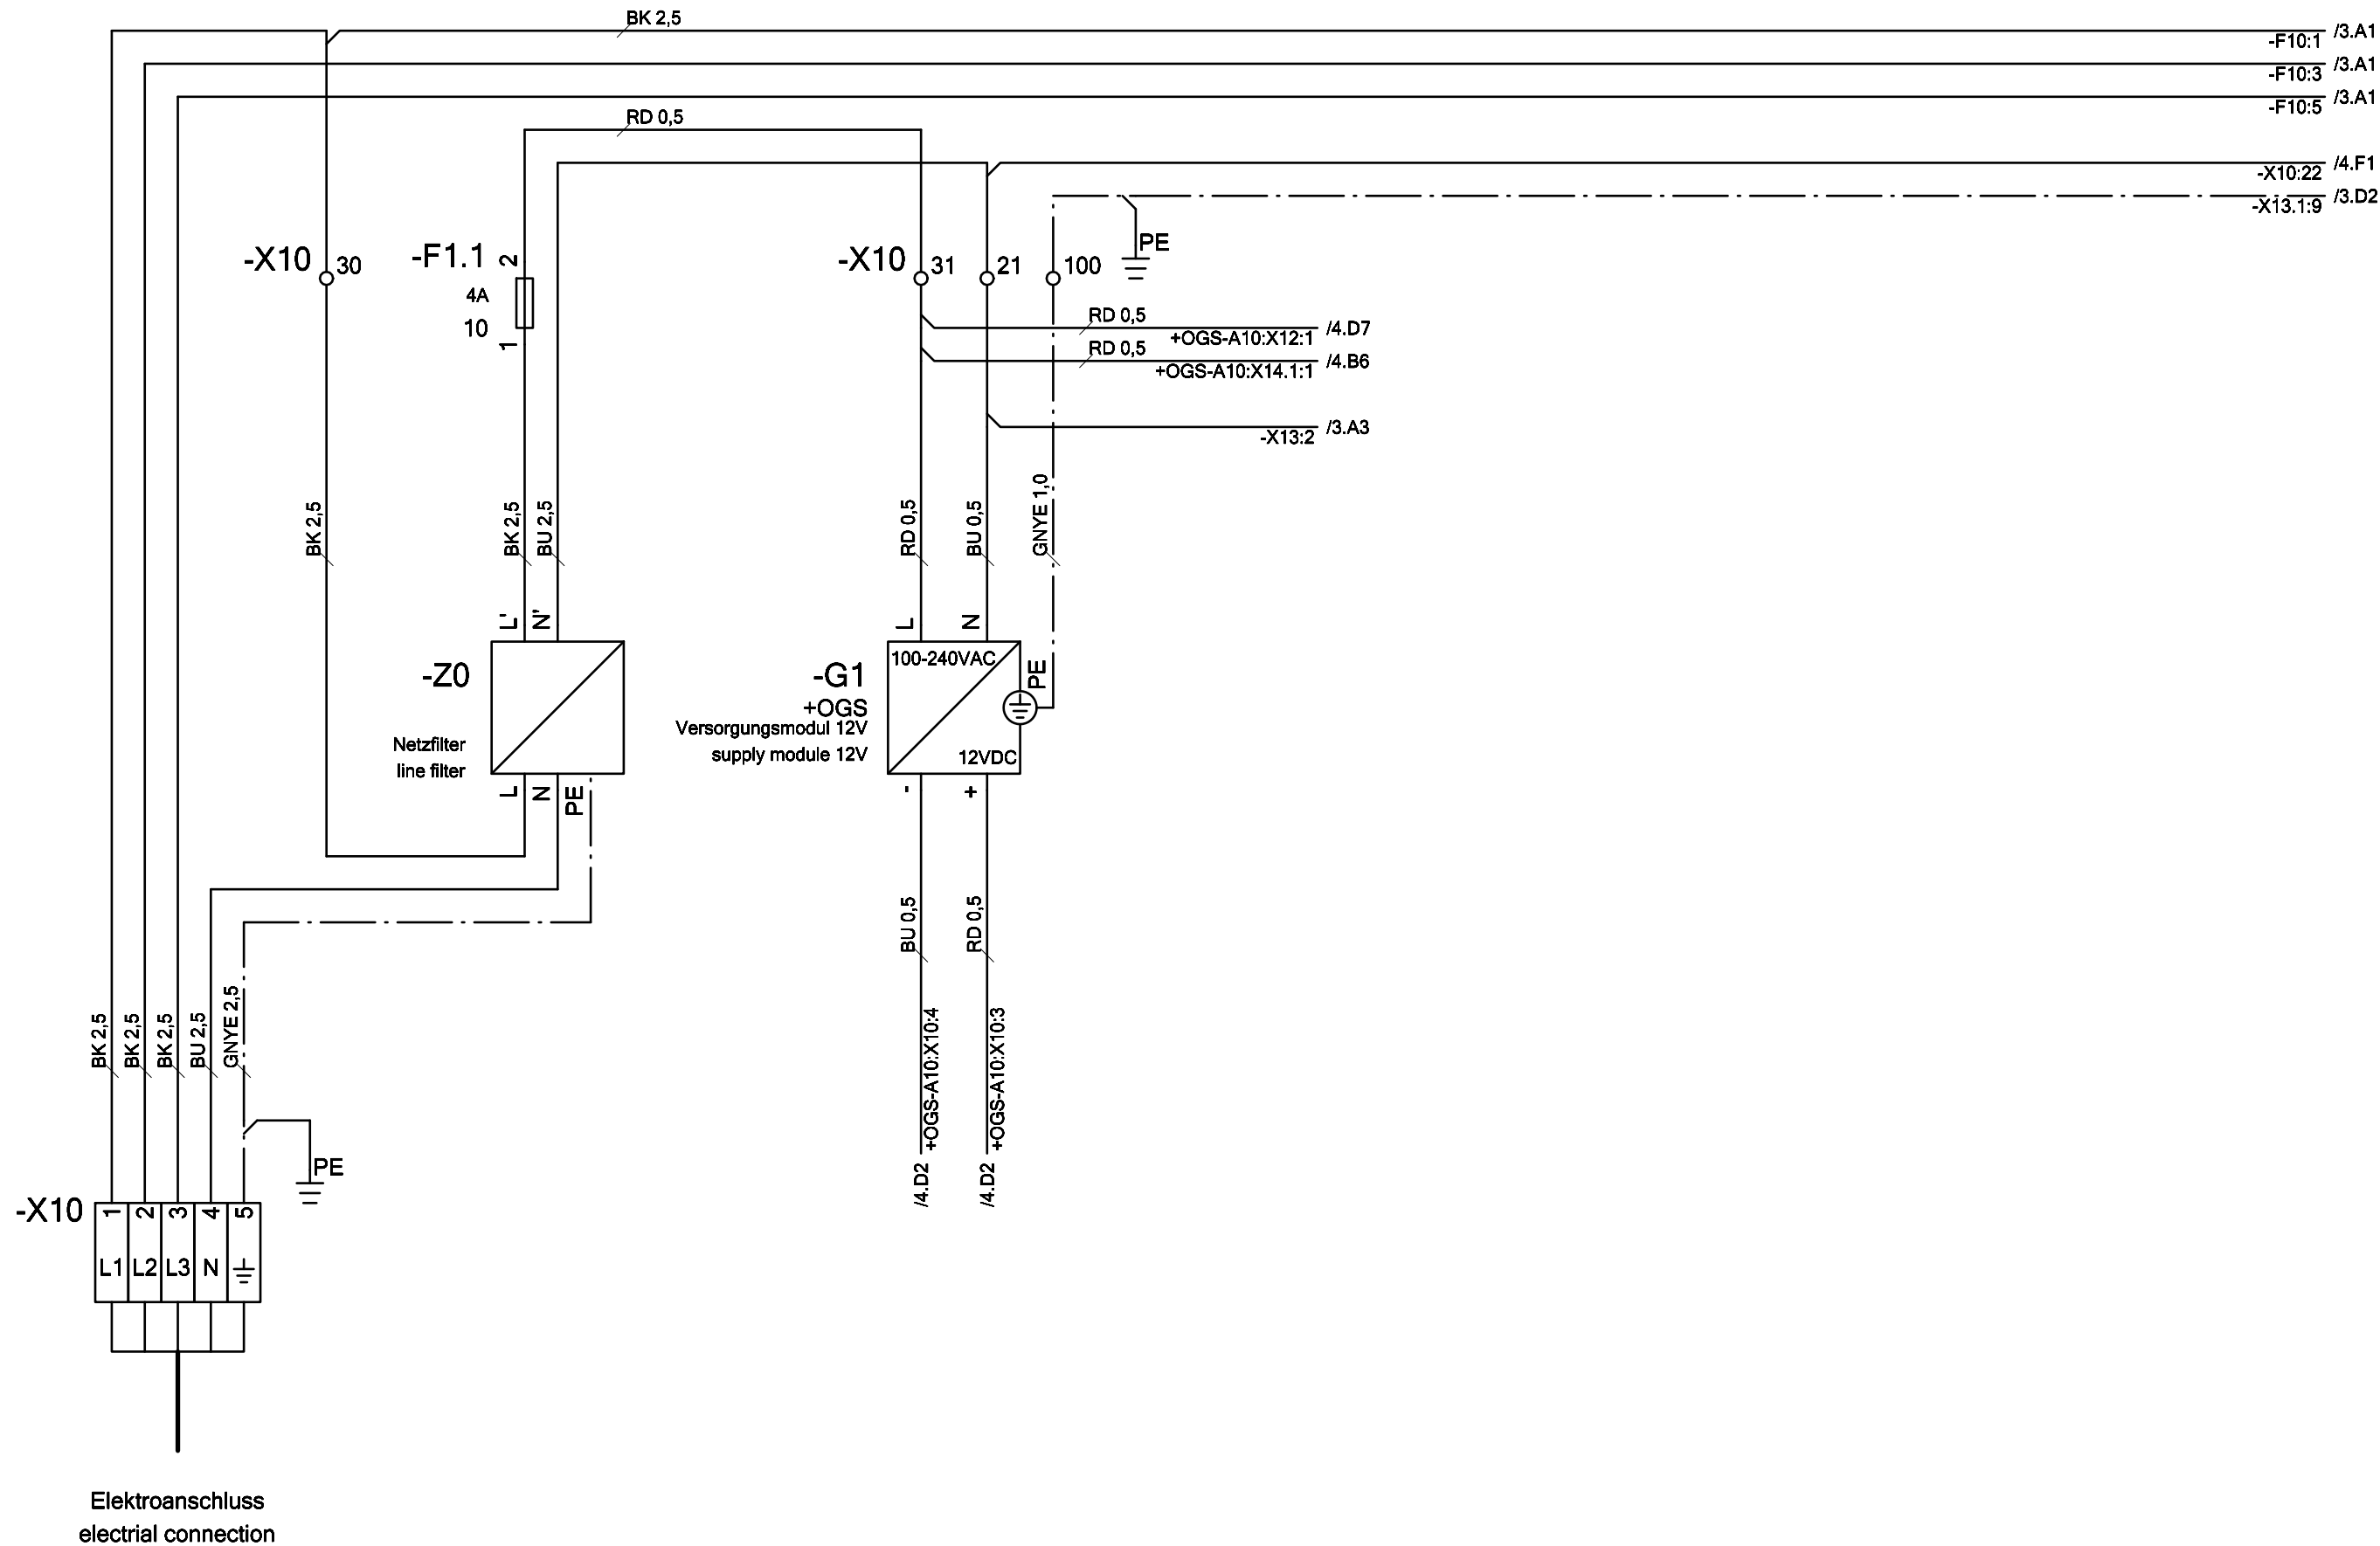 BK 2,5
/3.A1
-F10:1
/3.A1
-F10:3
/3.A1
-F10:5
RD 0,5
/4.F1
-X10:22
/3.D2
-X13.1:9
PE
-X10
30
-F1.1
2
4A
10
1
-X10
31
21
100
RD 0,5
/4.D7
+OGS-A10:X12:1
RD 0,5
/4.B6
+OGS-A10:X14.1:1
/3.A3
-X13:2
BK 2,5
BK 2,5
BU 2,5
RD 0,5
BU 0,5
GNYE 1,0
L'
N'
L
N
-Z0
Netzfilter
line filter
-G1
+OGS
Versorgungsmodul 12V
supply module 12V
100-240VAC
PE
12VDC
L
N
PE
-
+
BU 0,5
RD 0,5
+OGS-A10:X10:4
+OGS-A10:X10:3
/4.D2
/4.D2
BK 2,5
BK 2,5
BK 2,5
BU 2,5
GNYE 2,5
PE
-X10
1
2
3
4
5
L1
L2
L3
N
Elektroanschluss
electrial connection